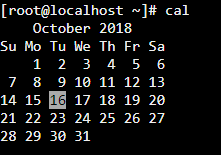 [root@localhost ~]# cal
    October 2018
Su Mo Tu We Th Fr Sa
    1  2  3  4  5  6
 7  8  9 10 11 12 13
14 15 16 17 18 19 20
21 22 23 24 25 26 27
28 29 30 31